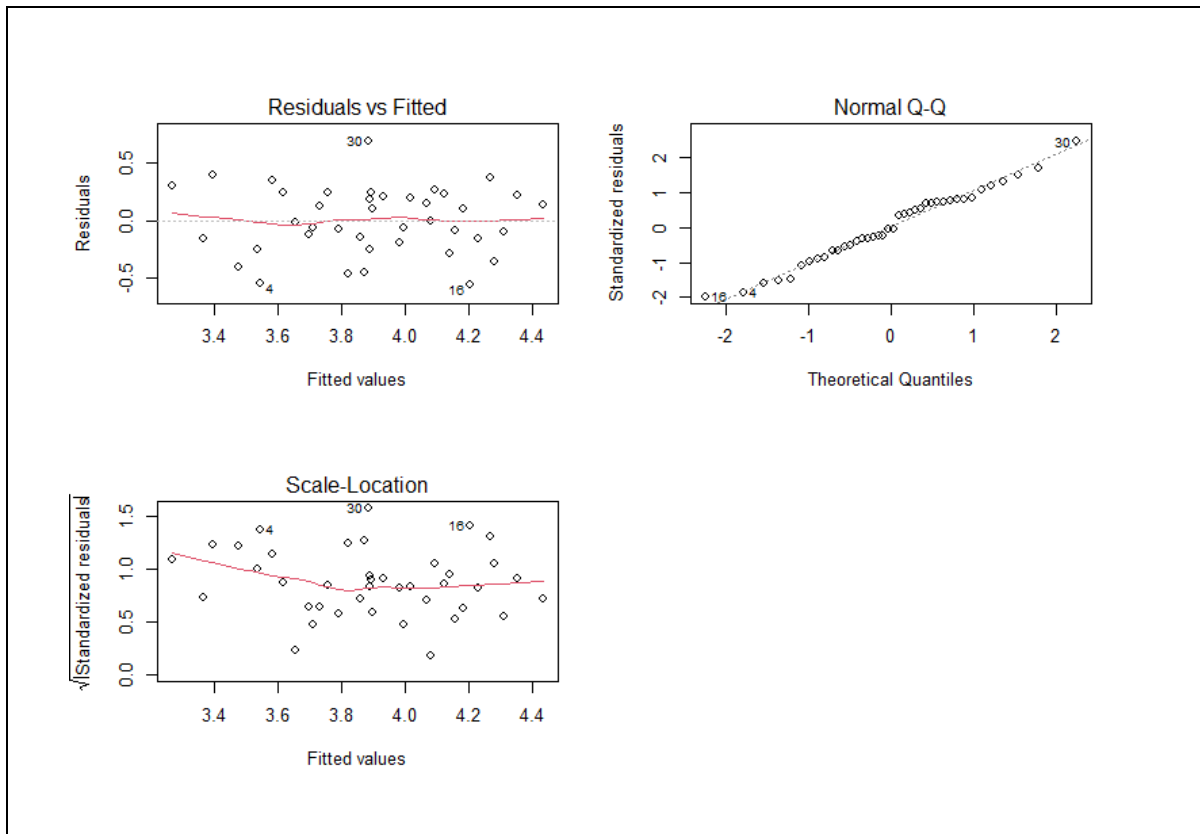 Residuals vs Fitted
Residuals
0.5
0.0
-0.5
30
4
16
3.4 3.6 3.8 4.0 4.2 4.4
Fitted values
Normal Q-Q
Standardized residuals
2
1
0
-1
-2
30
16
4
-2 -1 0 1 2
Theoretical Quantiles
Scale-Location
√|Standardized residuals|
1.5
1.0
0.5
0.0
30
4
16
3.4 3.6 3.8 4.0 4.2 4.4
Fitted values